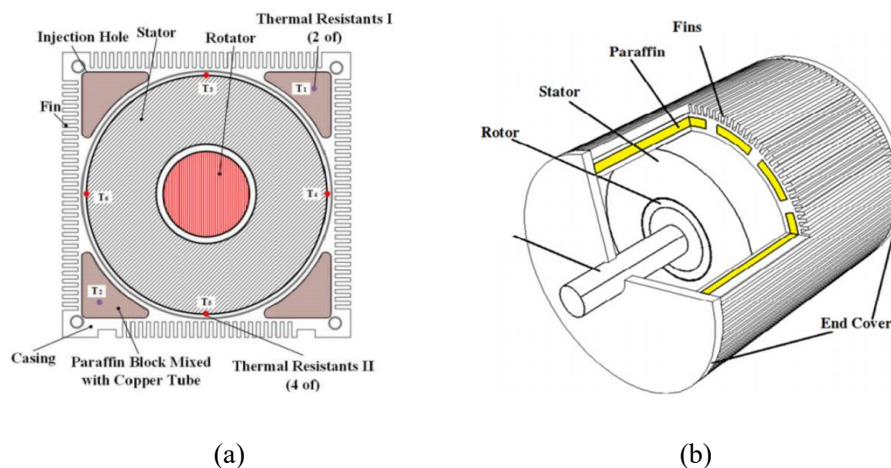 Thermal Resistants I
(2 of)
Stator
Injection Hole
Rotator
Fin
T3
T1
T6
T4
T2
T5
Casing
Paraffin Block Mixed
with Copper Tube
Thermal Resistants II
(4 of)
(a)
Fins
Paraffin
Stator
Rotor
End Cover
(b)